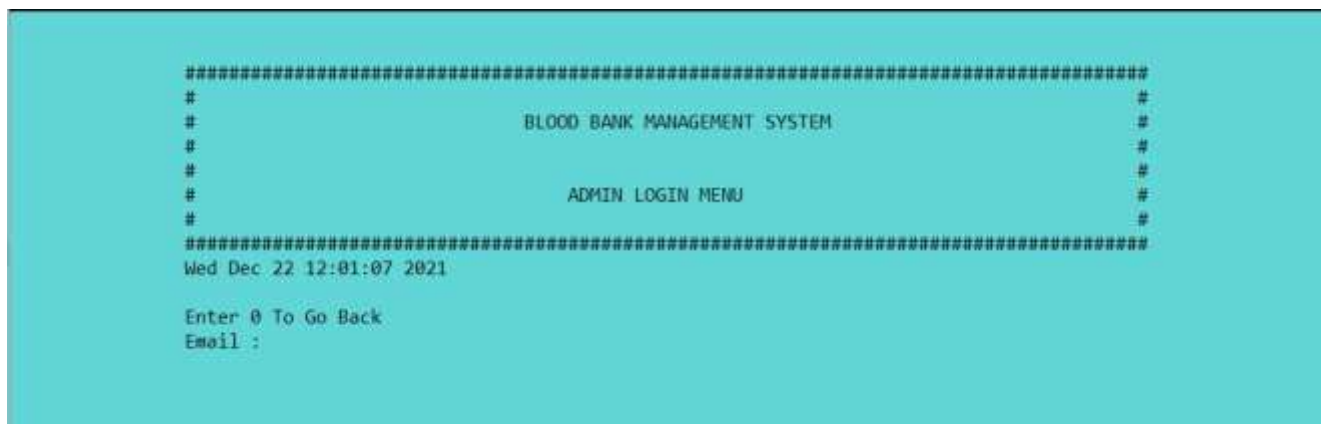 ########################################################################################
# #
# BLOOD BANK MANAGEMENT SYSTEM #
# #
# #
# ADMIN LOGIN MENU #
# #
########################################################################################
Wed Dec 22 12:01:07 2021
Enter 0 To Go Back
Email :